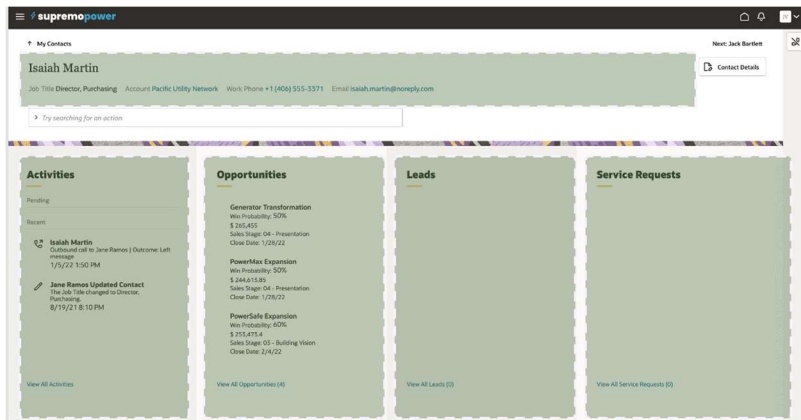 supremopower
JV
My Contacts
Next: Jack Bartlett
Isaiah Martin
Contact Details
Job Title Director, Purchasing Account Pacific Utility Network Work Phone +1 (406) 555-3371 Email isaiah.martin@noreply.com
Try searching for an action
Activities
Pending
Recent
Isaiah Martin
Outbound call to Jane Ramos | Outcome: Left
message
1/5/22 1:50 PM
Jane Ramos Updated Contact
The Job Title changed to Director,
Purchasing.
8/19/21 8:10 PM
View All Activities
Opportunities
Generator Transformation
Win Probability: 50%
$ 265,455
Sales Stage: 04 - Presentation
Close Date: 1/28/22
PowerMax Expansion
Win Probability: 50%
$ 244,613.85
Sales Stage: 04 - Presentation
Close Date: 1/28/22
PowerSafe Expansion
Win Probability: 60%
$ 253,473.4
Sales Stage: 03 - Building Vision
Close Date: 2/4/22
View All Opportunities (4)
Leads
View All Leads (0)
Service Requests
View All Service Requests (0)